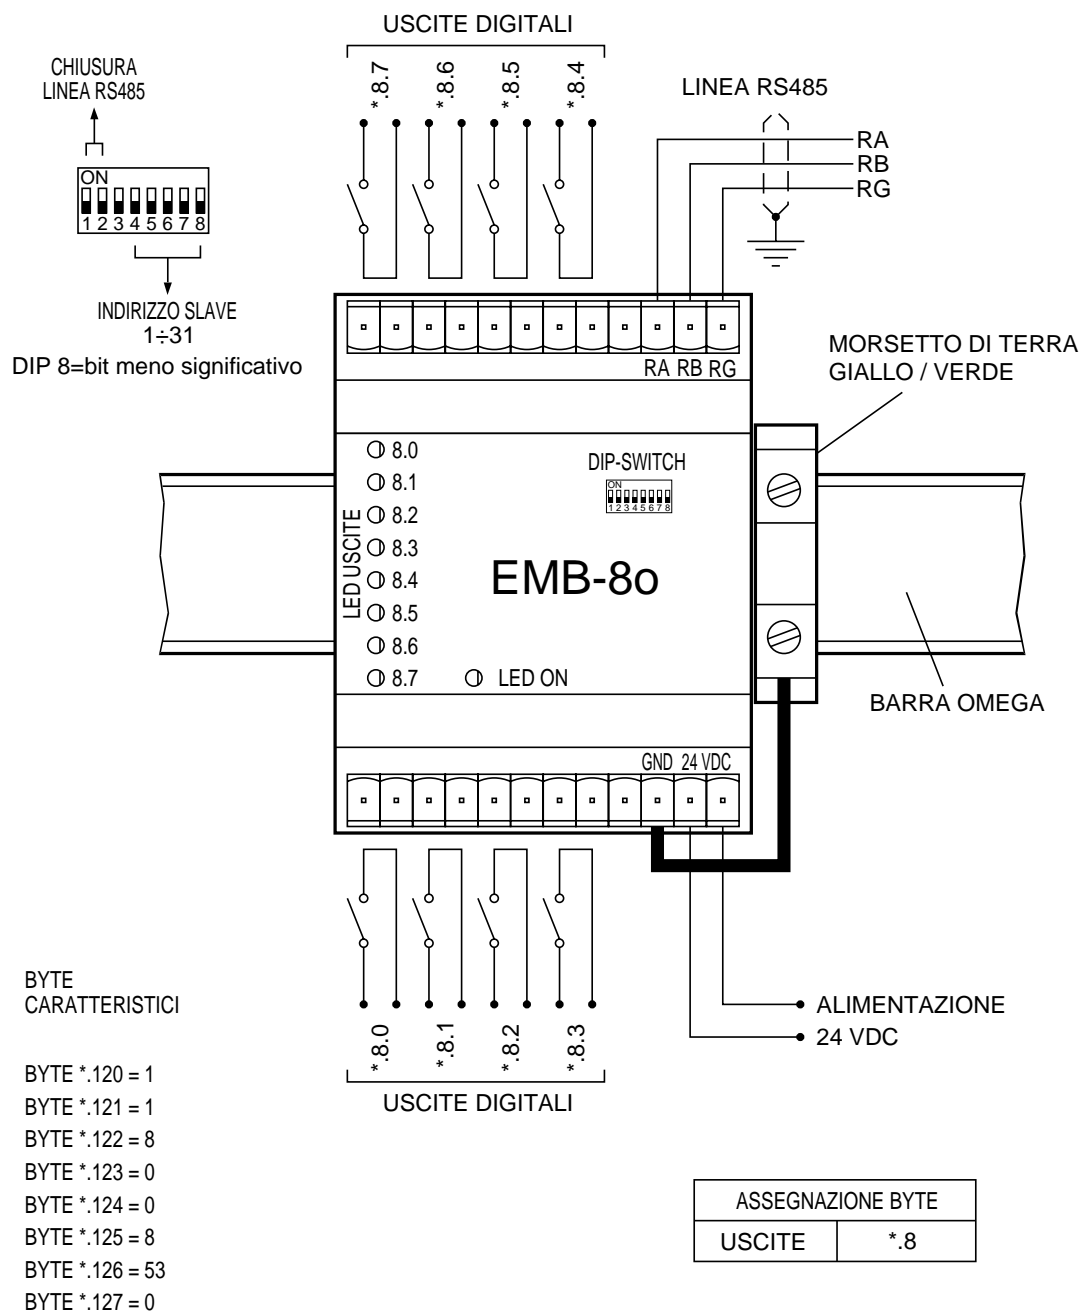 USCITE DIGITALI
CHIUSURA
LINEA RS485
*.8.7
*.8.6
*.8.5
*.8.4
LINEA RS485
RA
RB
RG
ON
1 2 3 4 5 6 7 8
INDIRIZZO SLAVE
1÷31
DIP 8=bit meno significativo
RA RB RG
MORSETTO DI TERRA
GIALLO / VERDE
LED USCITE
8.0
8.1
8.2
8.3
8.4
8.5
8.6
8.7
DIP-SWITCH
ON
1 2 3 4 5 6 7 8
EMB-8o
LED ON
BARRA OMEGA
GND 24 VDC
ALIMENTAZIONE
24 VDC
*.8.0
*.8.1
*.8.2
*.8.3
USCITE DIGITALI
BYTE
CARATTERISTICI
BYTE *.120 = 1
BYTE *.121 = 1
BYTE *.122 = 8
BYTE *.123 = 0
BYTE *.124 = 0
BYTE *.125 = 8
BYTE *.126 = 53
BYTE *.127 = 0
ASSEGNAZIONE BYTE
USCITE *.8